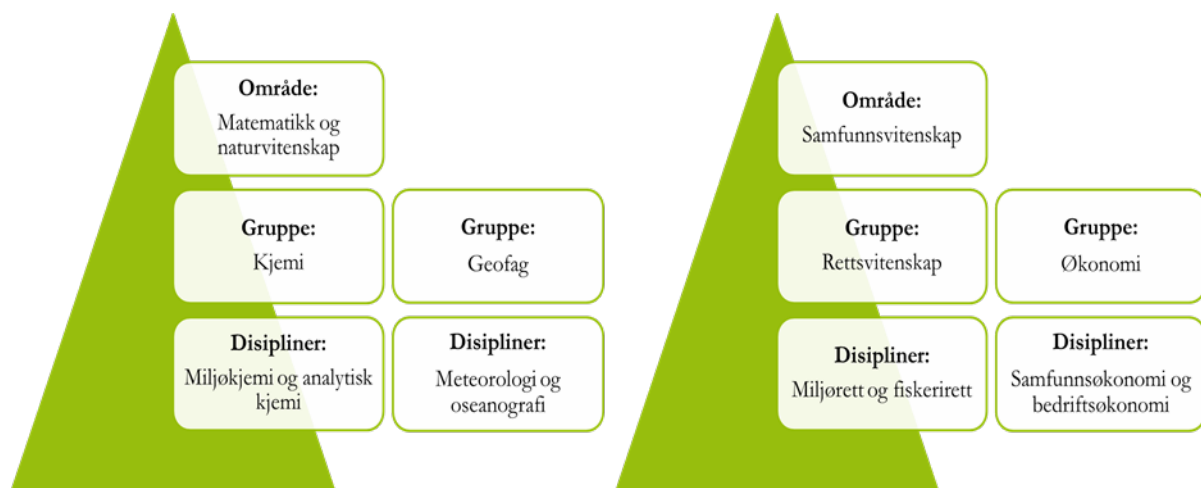 Område:
Matematikk og
naturvitenskap
Gruppe:
Kjemi
Gruppe:
Geofag
Disipliner:
Miljøkjemi og analytisk
kjemi
Disipliner:
Meteorologi og
oseanografi
Område:
Samfunnsvitenskap
Gruppe:
Rettsvitenskap
Gruppe:
Økonomi
Disipliner:
Miljørett og fiskerirett
Disipliner:
Samfunnsøkonomi og
bedriftsøkonomi